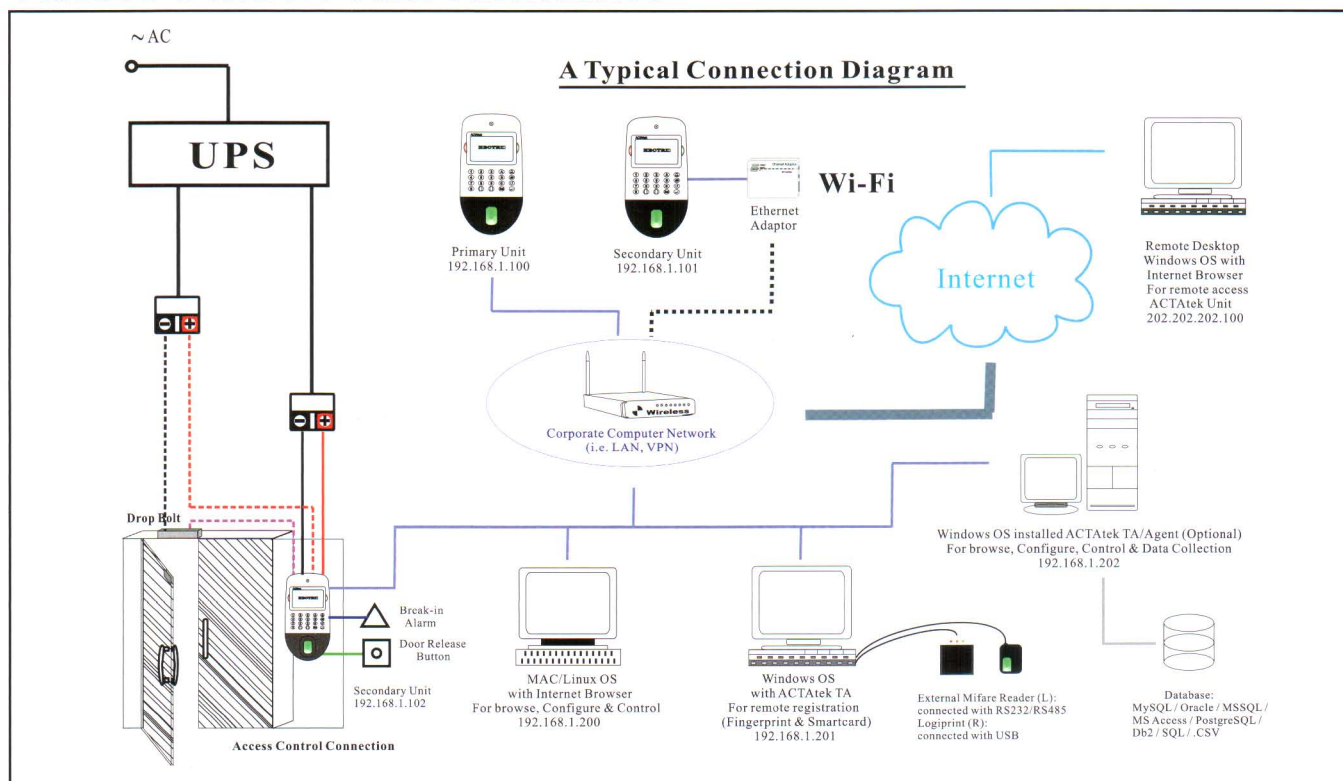 ~ AC
A Typical Connection Diagram
UPS
Wi-Fi
Ethernet
Adaptor
Primary Unit
192.168.1.100
Secondary Unit
192.168.1.101
Internet
Remote Desktop
Windows OS with
Internet Browser
For remote access
ACTAtek Unit
202.202.202.100
Wireless
Corporate Computer Network
(i.e. LAN, VPN)
Drop Bolt
Break-in
Alarm
Door Release
Button
Secondary Unit
192.168.1.102
Access Control Connection
MAC/Linux OS
with Internet Browser
For browse, Configure & Control
192.168.1.200
Windows OS
with ACTAtek TA
For remote registration
(Fingerprint & Smartcard)
192.168.1.201
External Mifare Reader (L):
connected with RS232/RS485
Logiprint (R):
connected with USB
Windows OS installed ACTAtek TA/Agent (Optional)
For browse, Configure, Control & Data Collection
192.168.1.202
Database:
MySQL / Oracle / MSSQL /
MS Access / PostgreSQL /
Db2 / SQL / .CSV